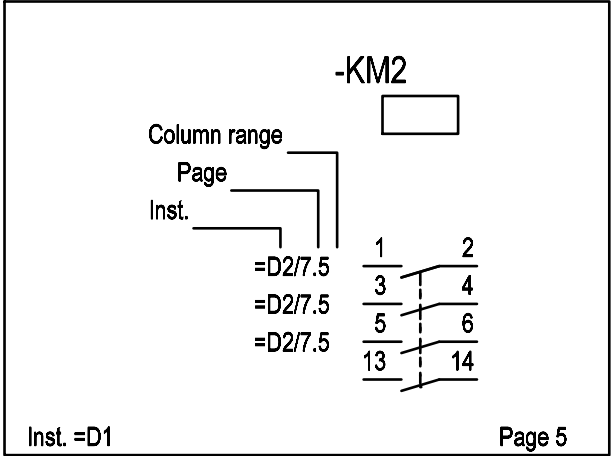 -KM2
Column range
Page
Inst.
=D2/7.5 1 2
=D2/7.5 3 4
=D2/7.5 5 6
13 14
Inst. =D1 Page 5